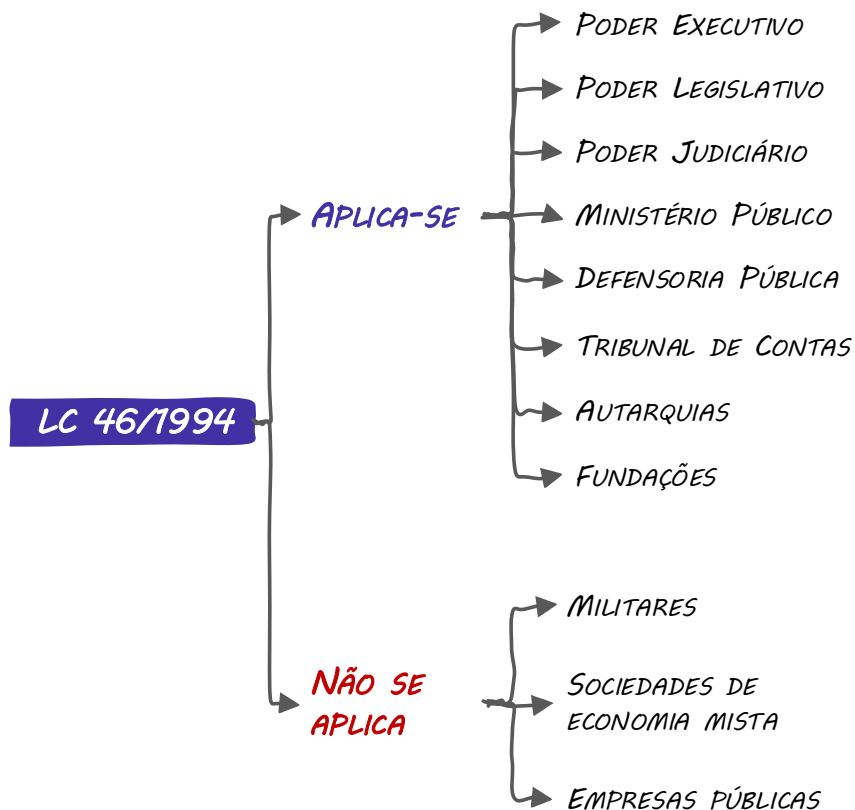 LC 46/1994
Aplica-se
Poder Executivo
Poder Legislativo
Poder Judiciário
Ministério Público
Defensoria Pública
Tribunal de Contas
Autarquias
Fundações
Não se
aplica
Militares
Sociedades de
economia mista
Empresas públicas